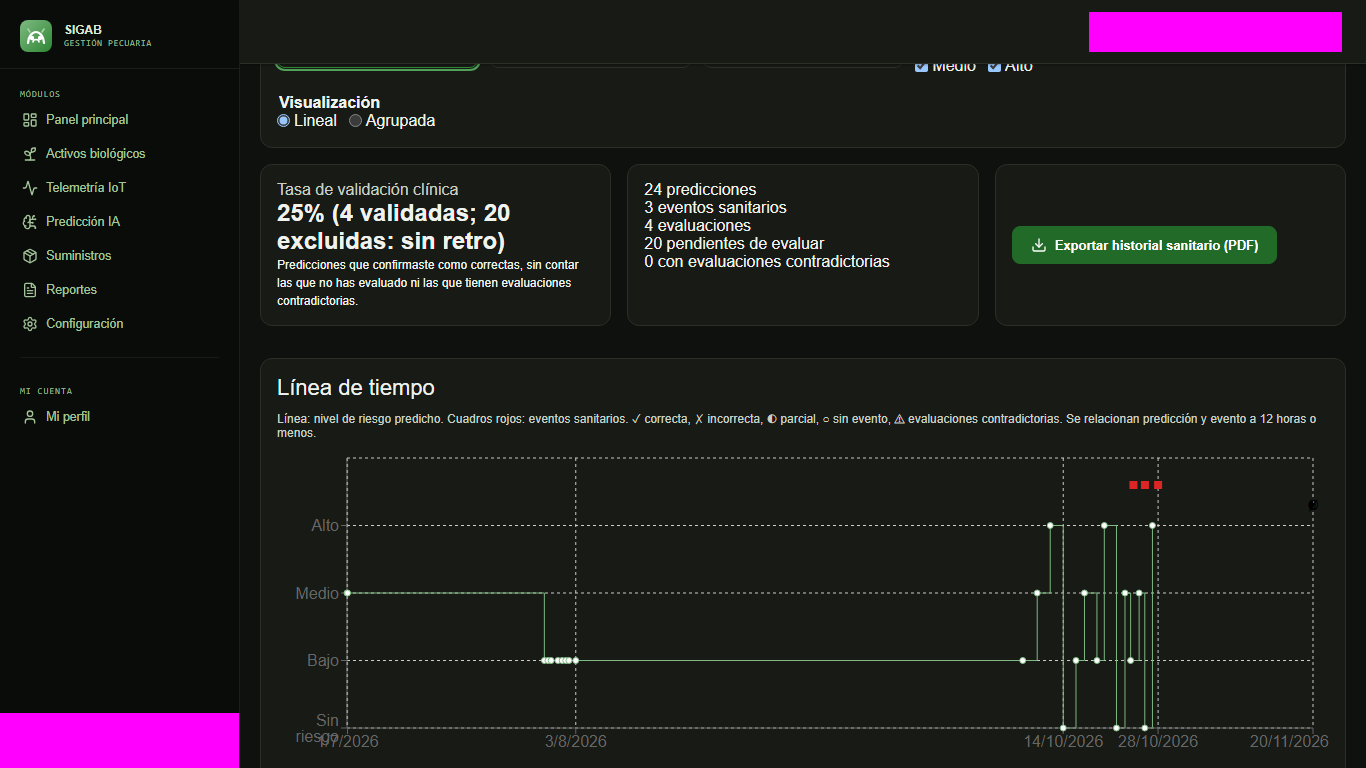 SIGAB
GESTIÓN PECUARIA
MÓDULOS
Panel principal
Activos biológicos
Telemetría IoT
Predicción IA
Suministros
Reportes
Configuración
MI CUENTA
Mi perfil
Medio Alto
Visualización
Lineal Agrupada
Tasa de validación clínica
25% (4 validadas; 20
excluidas: sin retro)
Predicciones que confirmaste como correctas, sin contar
las que no has evaluado ni las que tienen evaluaciones
contradictorias.
24 predicciones
3 eventos sanitarios
4 evaluaciones
20 pendientes de evaluar
0 con evaluaciones contradictorias
Exportar historial sanitario (PDF)
Línea de tiempo
Línea: nivel de riesgo predicho. Cuadros rojos: eventos sanitarios. ✓ correcta, ✗ incorrecta, ◐ parcial, ○ sin evento, ⚠ evaluaciones contradictorias. Se relacionan predicción y evento a 12 horas o
menos.
Alto
Medio
Bajo
Sin
riesgo
/7/2026 3/8/2026 14/10/2026 28/10/2026 20/11/2026